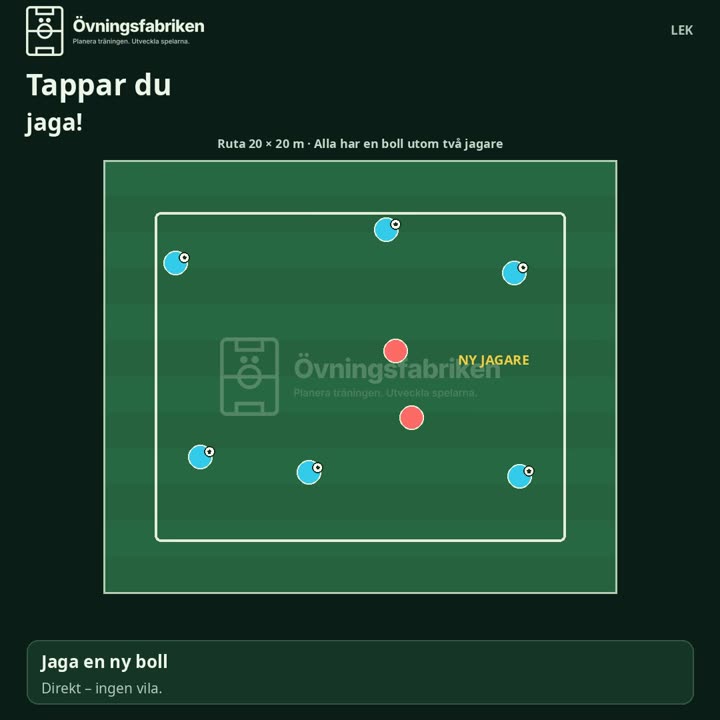 Övningsfabriken
Planera träningen. Utveckla spelarna.
LEK
Tappar du
jaga!
Ruta 20 × 20 m · Alla har en boll utom två jagare
NY JAGARE
Övningsfabriken
Planera träningen. Utveckla spelarna.
Jaga en ny boll
Direkt – ingen vila.